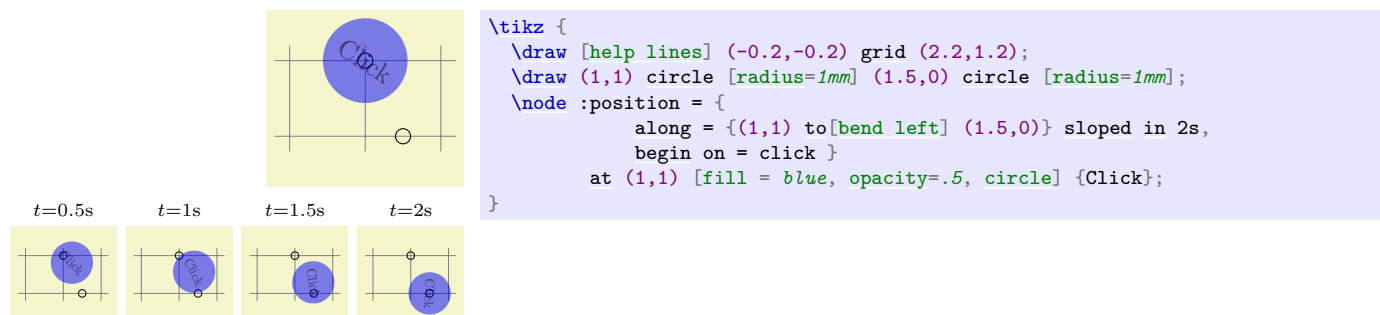 Click
\tikz {
  \draw [help lines] (-0.2,-0.2) grid (2.2,1.2);
  \draw (1,1) circle [radius=1mm] (1.5,0) circle [radius=1mm];
  \node :position = {
             along = {(1,1) to[bend left] (1.5,0)} sloped in 2s,
             begin on = click }
         at (1,1) [fill = blue, opacity=.5, circle] {Click};
}
t=0.5s t=1s t=1.5s t=2s
Click Click Click Click